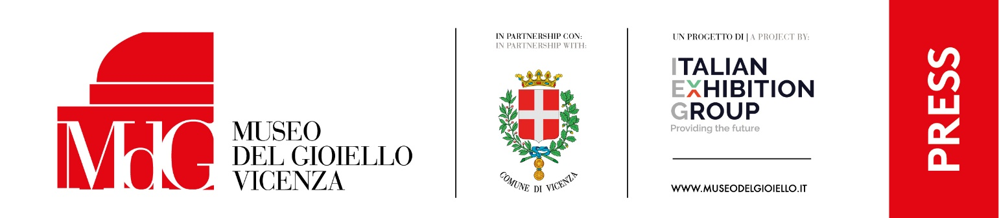 MdG
MUSEO
DEL GIOIELLO
VICENZA
IN PARTNERSHIP CON:
IN PARTNERSHIP WITH:
COMUNE DI VICENZA
UN PROGETTO DI | A PROJECT BY:
ITALIAN
EXHIBITION
GROUP
Providing the future
WWW.MUSEODELGIOIELLO.IT
PRESS